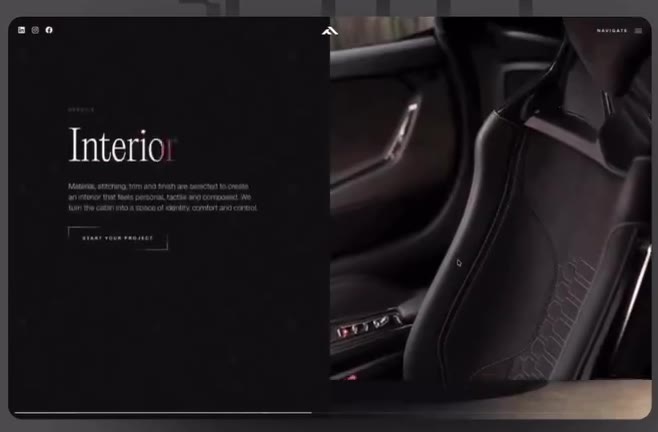 NAVIGATE
Interior
Material, stitching, trim and finish are selected to create
an interior that feels personal, tactile and composed. We
turn the cabin into a space of identity, comfort and control.
START YOUR PROJECT